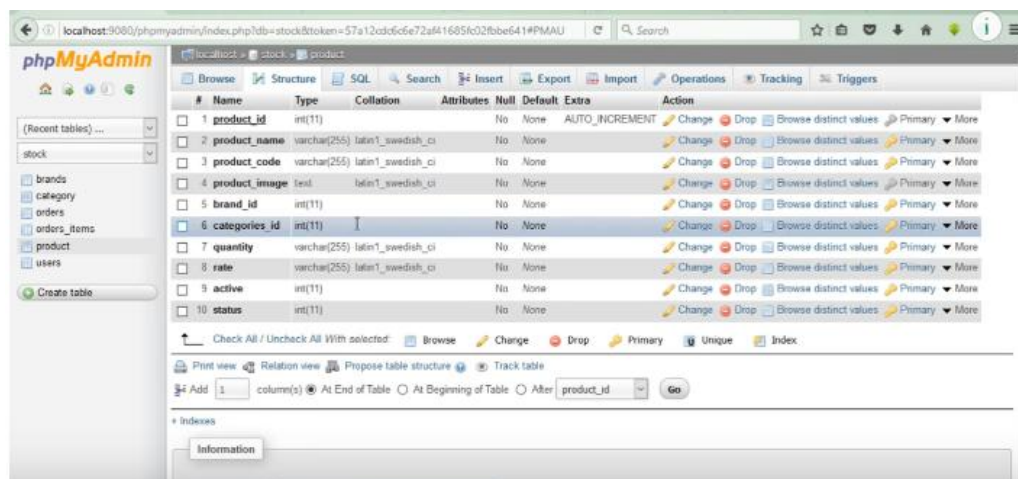 localhost:9080/phpmyadmin/index.php?db=stock&token=57a12cdc6c6e72af41685fc02fbbe641#PMAU
Search
phpMyAdmin
localhost » stock » product
Browse Structure SQL Search Insert Export Import Operations Tracking Triggers
# Name Type Collation Attributes Null Default Extra Action
1 product_id int(11) No None AUTO_INCREMENT Change Drop Browse distinct values Primary More
2 product_name varchar(255) latin1_swedish_ci No None Change Drop Browse distinct values Primary More
3 product_code varchar(255) latin1_swedish_ci No None Change Drop Browse distinct values Primary More
4 product_image text latin1_swedish_ci No None Change Drop Browse distinct values Primary More
5 brand_id int(11) No None Change Drop Browse distinct values Primary More
6 categories_id int(11) No None Change Drop Browse distinct values Primary More
7 quantity varchar(255) latin1_swedish_ci No None Change Drop Browse distinct values Primary More
8 rate varchar(255) latin1_swedish_ci No None Change Drop Browse distinct values Primary More
9 active int(11) No None Change Drop Browse distinct values Primary More
10 status int(11) No None Change Drop Browse distinct values Primary More
(Recent tables) ...
stock
brands
category
orders
orders_items
product
users
Create table
Check All / Uncheck All With selected: Browse Change Drop Primary Unique Index
Print view Relation view Propose table structure Track table
Add 1 column(s) At End of Table At Beginning of Table After product_id Go
+ Indexes
Information